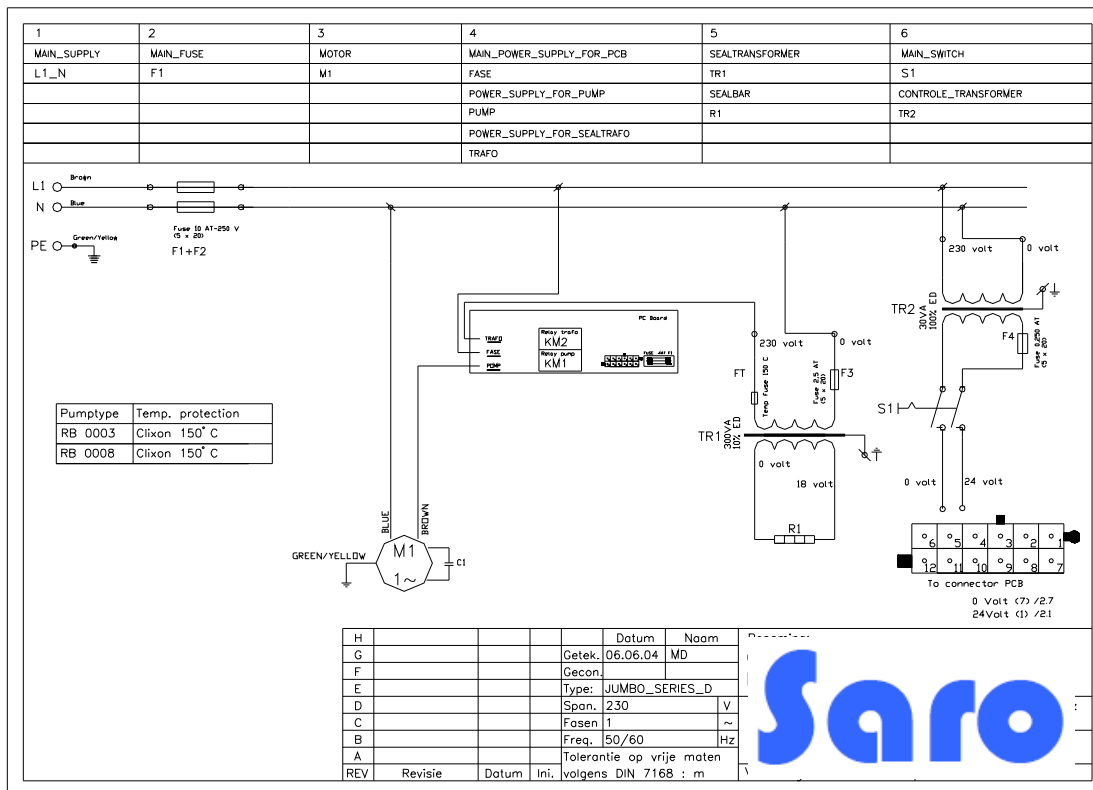 1 2 3 4 5 6
MAIN_SUPPLY MAIN_FUSE MOTOR MAIN_POWER_SUPPLY_FOR_PCB SEALTRANSFORMER MAIN_SWITCH
L1_N F1 M1 FASE TR1 S1
POWER_SUPPLY_FOR_PUMP SEALBAR CONTROLE_TRANSFORMER
PUMP R1 TR2
POWER_SUPPLY_FOR_SEALTRAFO
TRAFO
L1 Brown
N Blue
PE Green/Yellow
Fuse 10 AT-250 V
(5 x 20)
F1+F2
230 volt 0 volt
TR2
30VA
100% ED
F4
Fuse 0,250 AT
(5 x 20)
PC Board
TRAFO
FASE
POMP
Relay trafo
KM2
Relay pump
KM1
FUSE 4AT F1
230 volt 0 volt
FT
Temp Fuse 150 C
Fuse 2,5 AT
(5 x 20)
F3
TR1
300VA
10% ED
0 volt
18 volt
R1
S1
0 volt 24 volt
Pumptype Temp. protection
RB 0003 Clixon 150° C
RB 0008 Clixon 150° C
BLUE
BROWN
GREEN/YELLOW
M1
1~
C1
6 5 4 3 2 1
12 11 10 9 8 7
To connector PCB
0 Volt (7) /2.7
24Volt (1) /2.1
H Datum Naam
G Getek. 06.06.04 MD
F Gecon.
E Type: JUMBO_SERIES_D
D Span. 230 V
C Fasen 1 ~
B Freq. 50/60 Hz
A Tolerantie op vrije maten
REV Revisie Datum Ini. volgens DIN 7168 : m
Saro